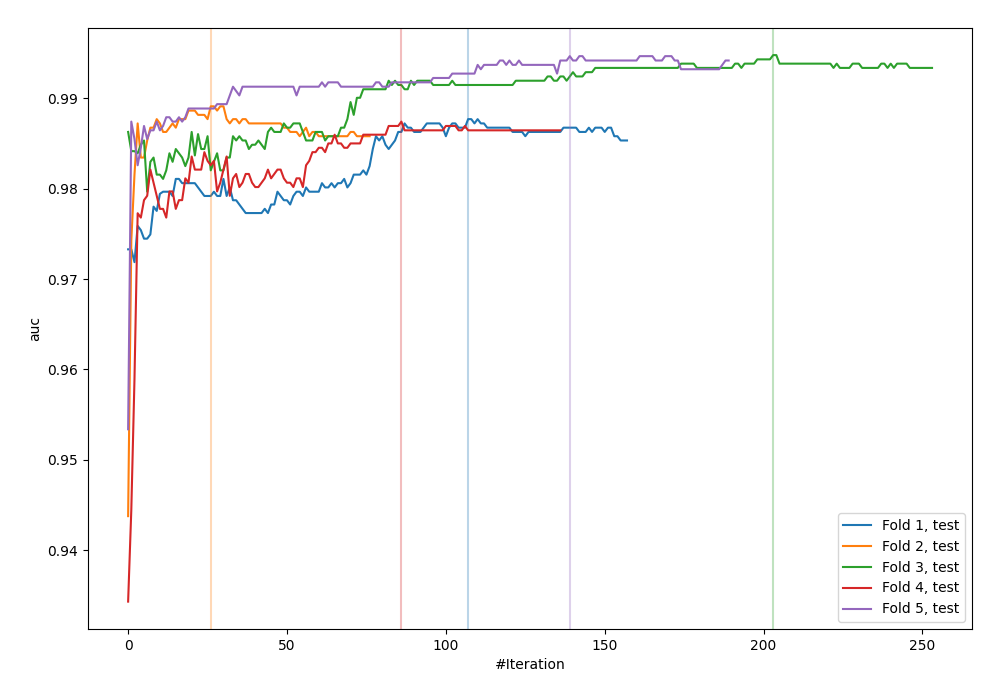 0.99
0.98
0.97
0.96
0.95
0.94
auc
0
50
100
150
200
250
#Iteration
Fold 1, test
Fold 2, test
Fold 3, test
Fold 4, test
Fold 5, test